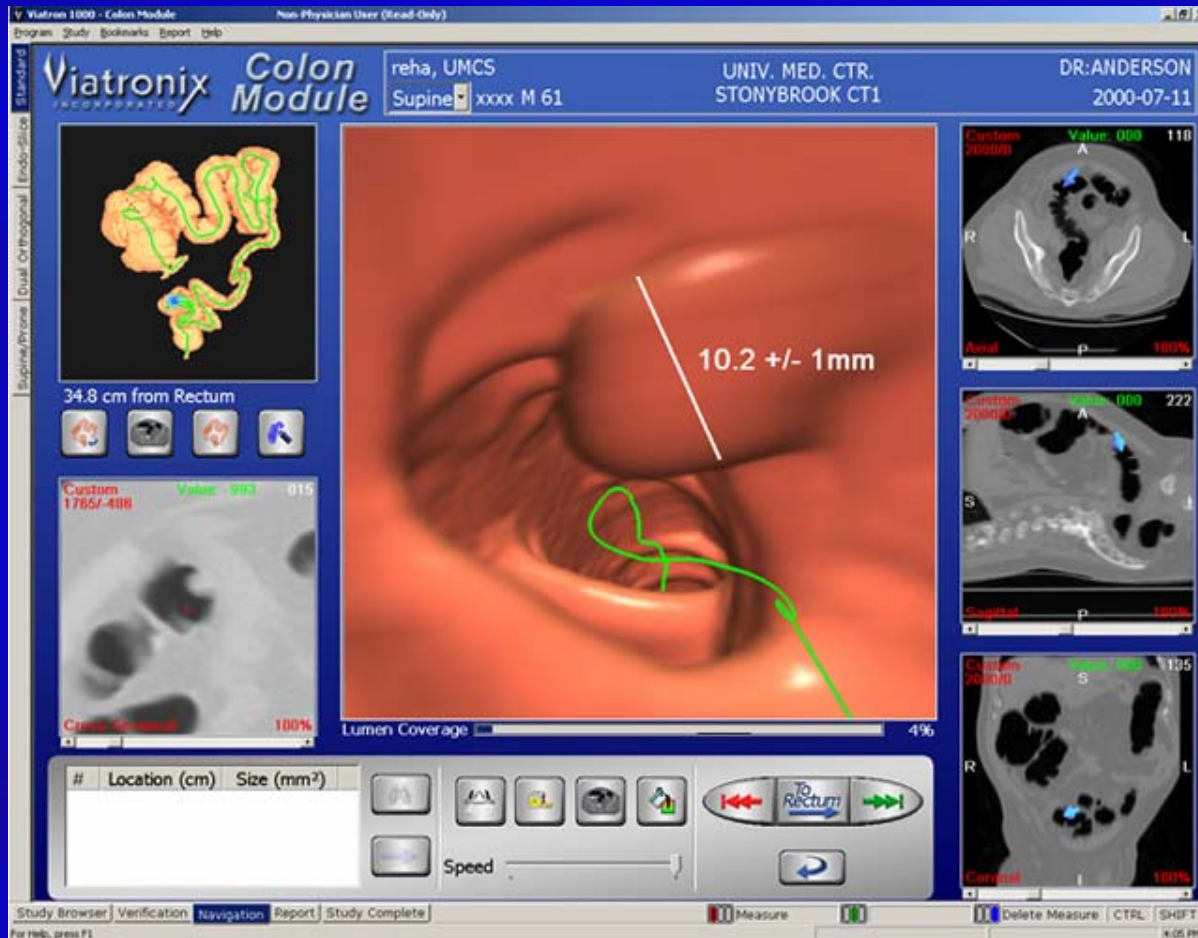 Viatron 1000 - Colon Module Non-Physician User (Read-Only)
Program Study Bookmarks Report Help
Standard
Endo-Slice
Dual Orthogonal
Supine/Prone
Viatronix
INCORPORATED
Colon
Module
reha, UMCS
Supine xxxx M 61
UNIV. MED. CTR.
STONYBROOK CT1
DR:ANDERSON
2000-07-11
34.8 cm from Rectum
Custom Value: -993 015
1765/-486
100%
10.2 +/- 1mm
Lumen Coverage 4%
Custom Value: 000 118
2000/0 A
R L
Axial P 100%
Custom Value: 000 222
2000/0 A
S I
Sagittal P 100%
Custom Value: 000 135
2000/0 S
R L
Coronal I 100%
# Location (cm) Size (mm²)
Speed
To
Rectum
Study Browser Verification Navigation Report Study Complete
Measure Delete Measure CTRL SHIFT
For Help, press F1